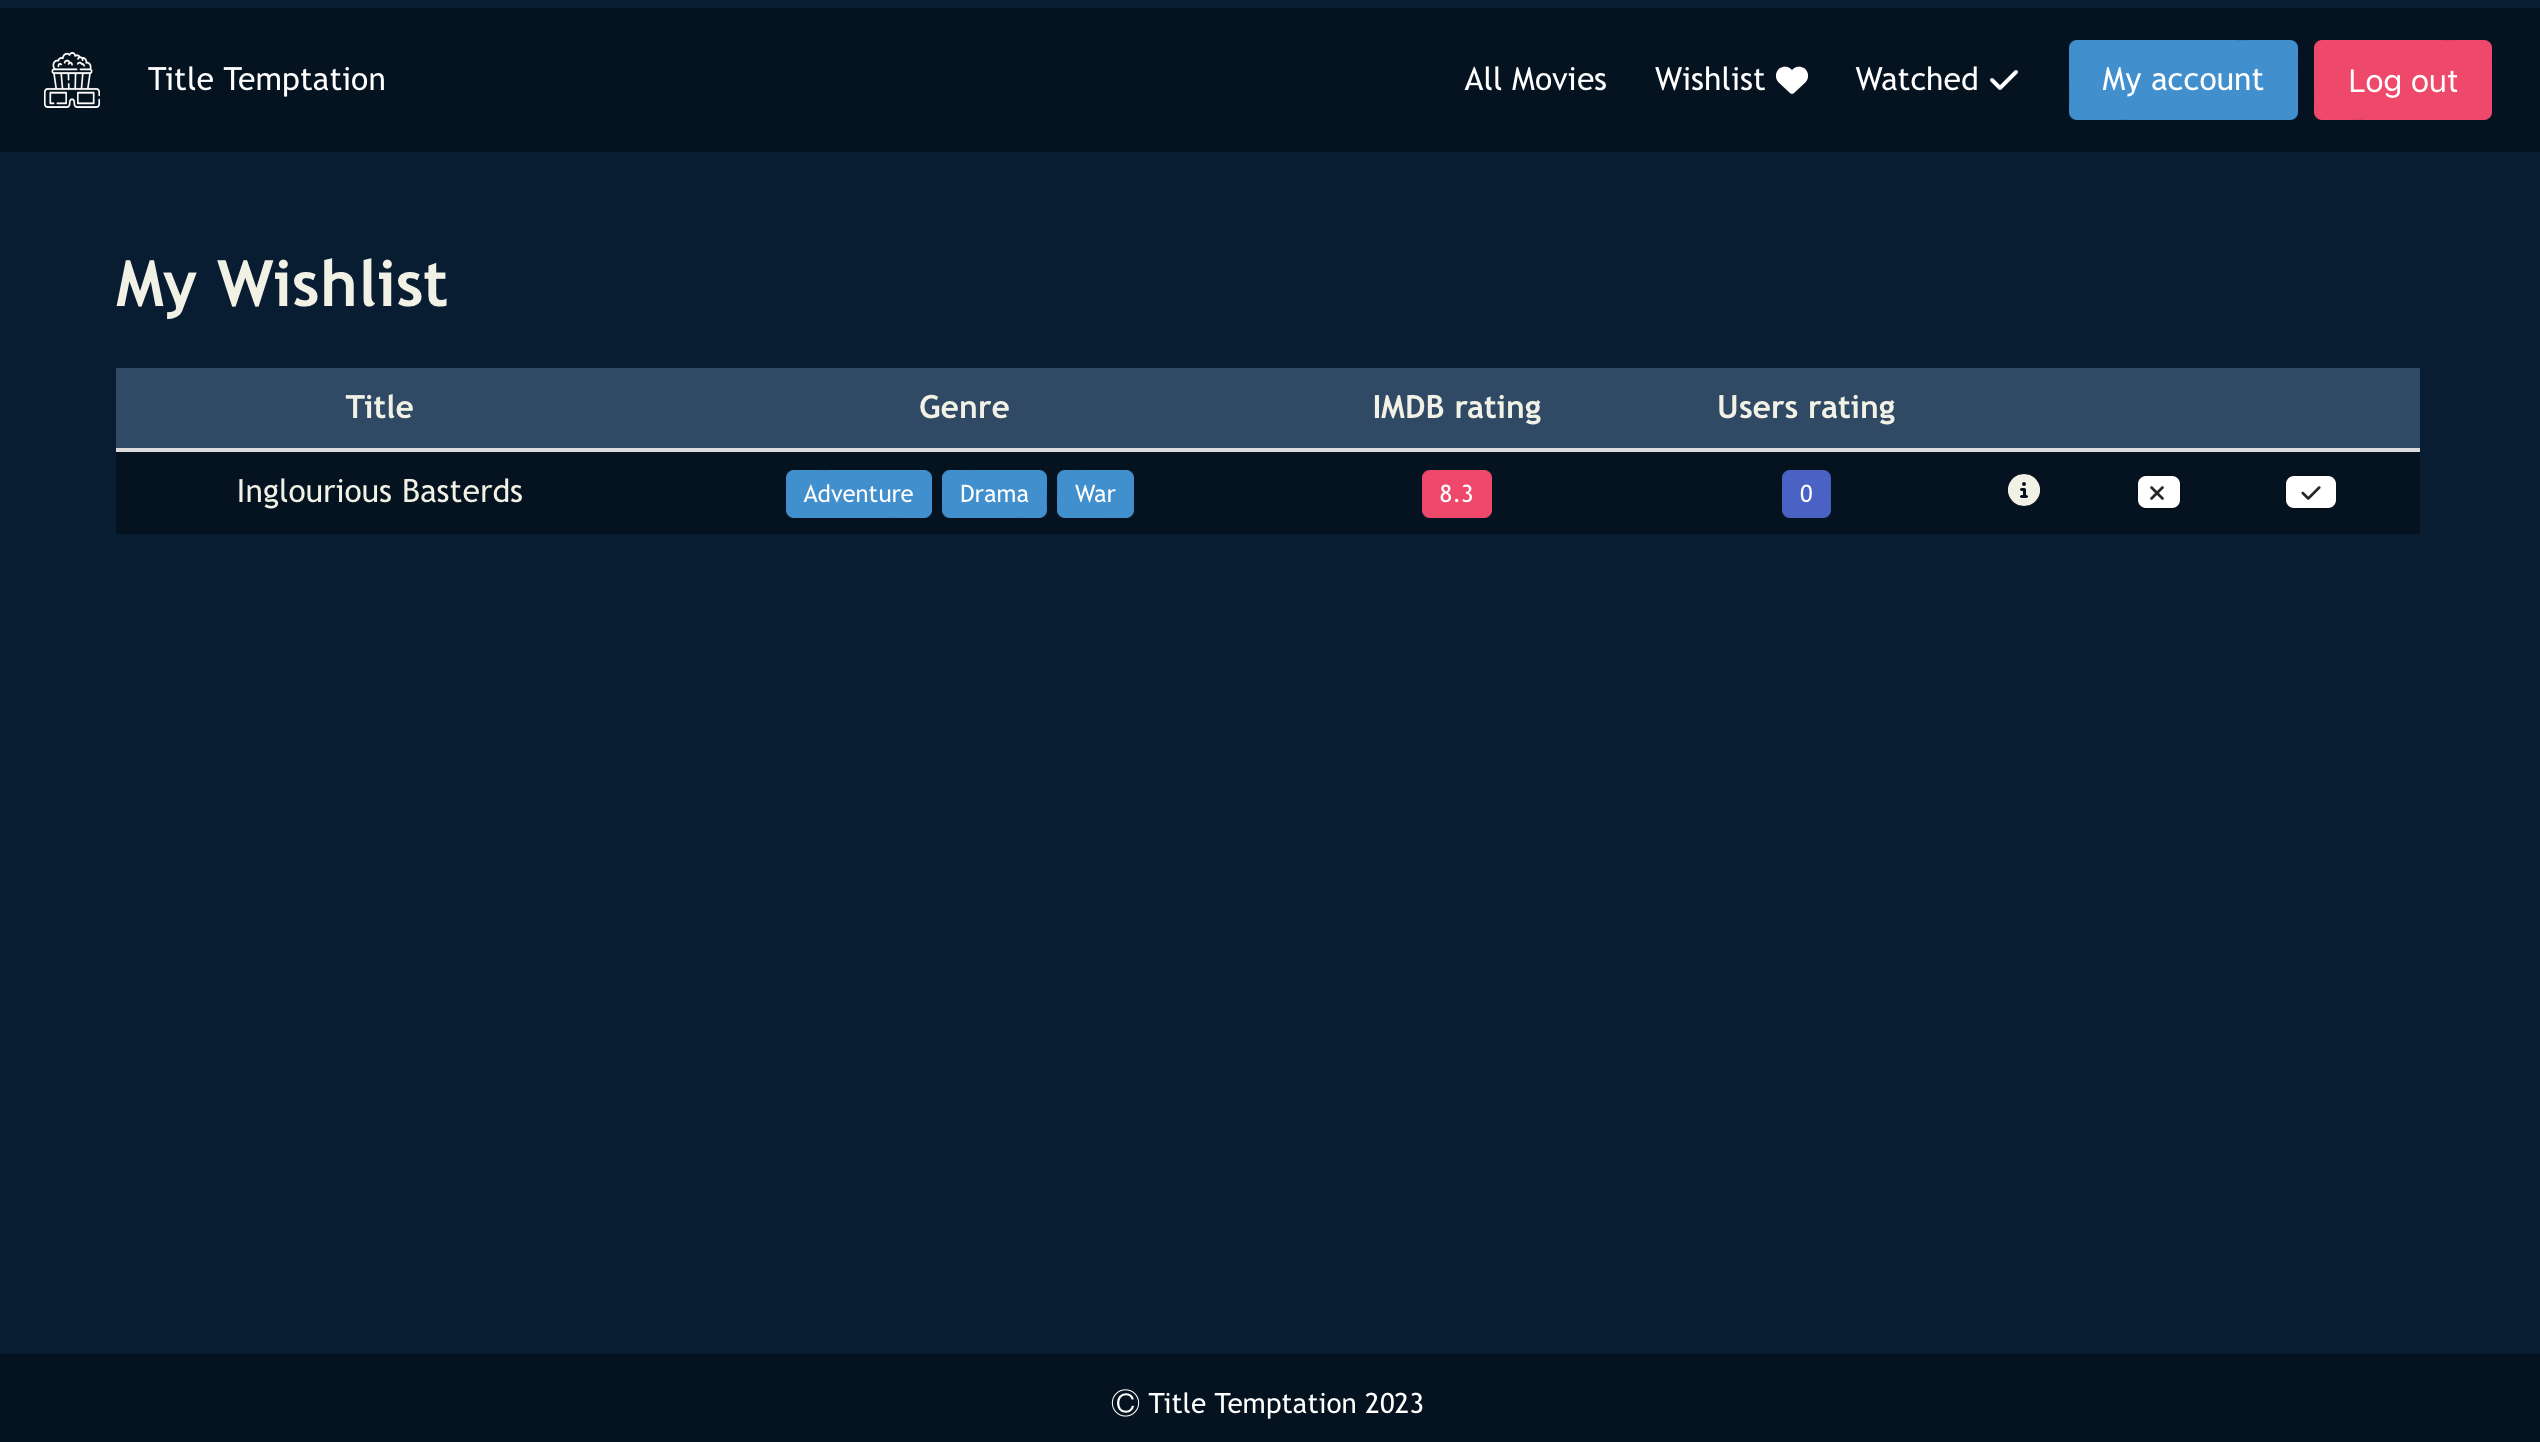 Title Temptation All Movies Wishlist Watched My account Log out
My Wishlist
Title Genre IMDB rating Users rating
Inglourious Basterds Adventure Drama War 8.3 0
© Title Temptation 2023